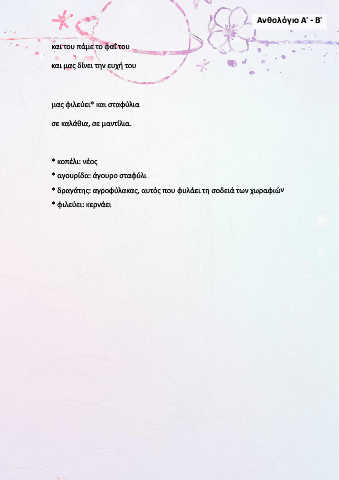 Ανθολόγιο Α΄ - Β΄
και του πάμε το φαΐ του
και μας δίνει την ευχή του
μας φιλεύει* και σταφύλια
σε καλάθια, σε μαντίλια.
* κοπέλι: νέος
* αγουρίδα: άγουρο σταφύλι
* δραγάτης: αγροφύλακας, αυτός που φυλάει τη σοδειά των χωραφιών
* φιλεύει: κερνάει